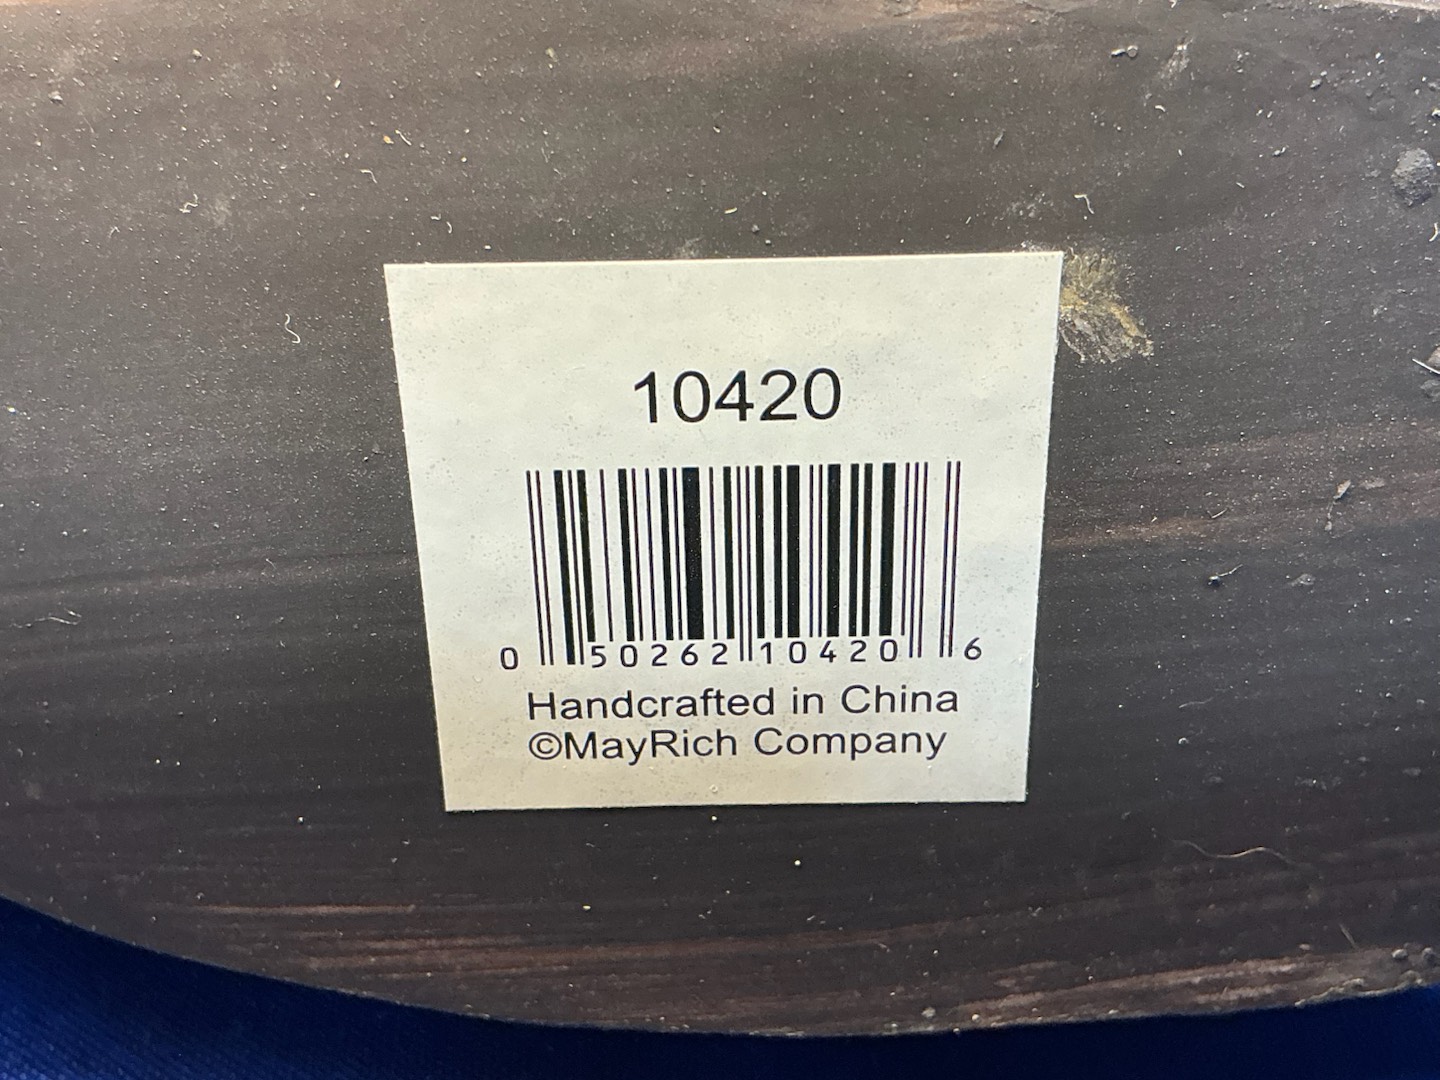 10420
0 50262 10420 6
Handcrafted in China
©MayRich Company